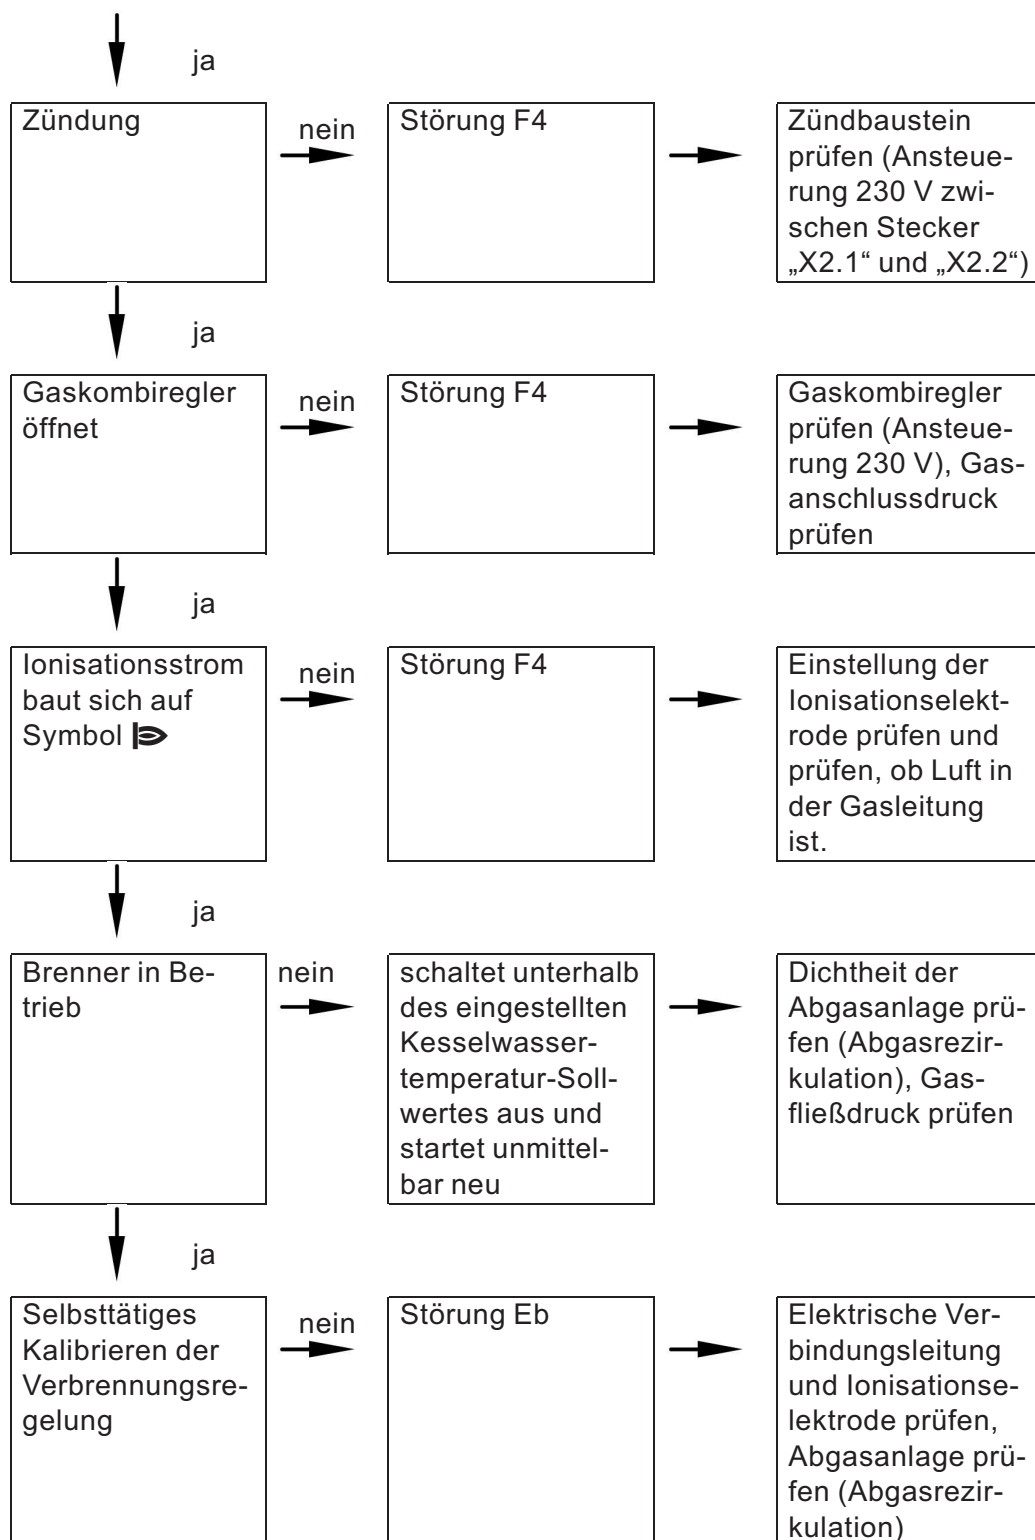 ja
Zündung
nein
Störung F4
Zündbaustein
prüfen (Ansteue-
rung 230 V zwi-
schen Stecker
„X2.1“ und „X2.2“)
ja
Gaskombiregler
öffnet
nein
Störung F4
Gaskombiregler
prüfen (Ansteue-
rung 230 V), Gas-
anschlussdruck
prüfen
ja
Ionisationsstrom
baut sich auf
Symbol
nein
Störung F4
Einstellung der
Ionisationselekt-
rode prüfen und
prüfen, ob Luft in
der Gasleitung
ist.
ja
Brenner in Be-
trieb
nein
schaltet unterhalb
des eingestellten
Kesselwasser-
temperatur-Soll-
wertes aus und
startet unmittel-
bar neu
Dichtheit der
Abgasanlage prü-
fen (Abgasrezir-
kulation), Gas-
fließdruck prüfen
ja
Selbsttätiges
Kalibrieren der
Verbrennungsre-
gelung
nein
Störung Eb
Elektrische Ver-
bindungsleitung
und Ionisationse-
lektrode prüfen,
Abgasanlage prü-
fen (Abgasrezir-
kulation)